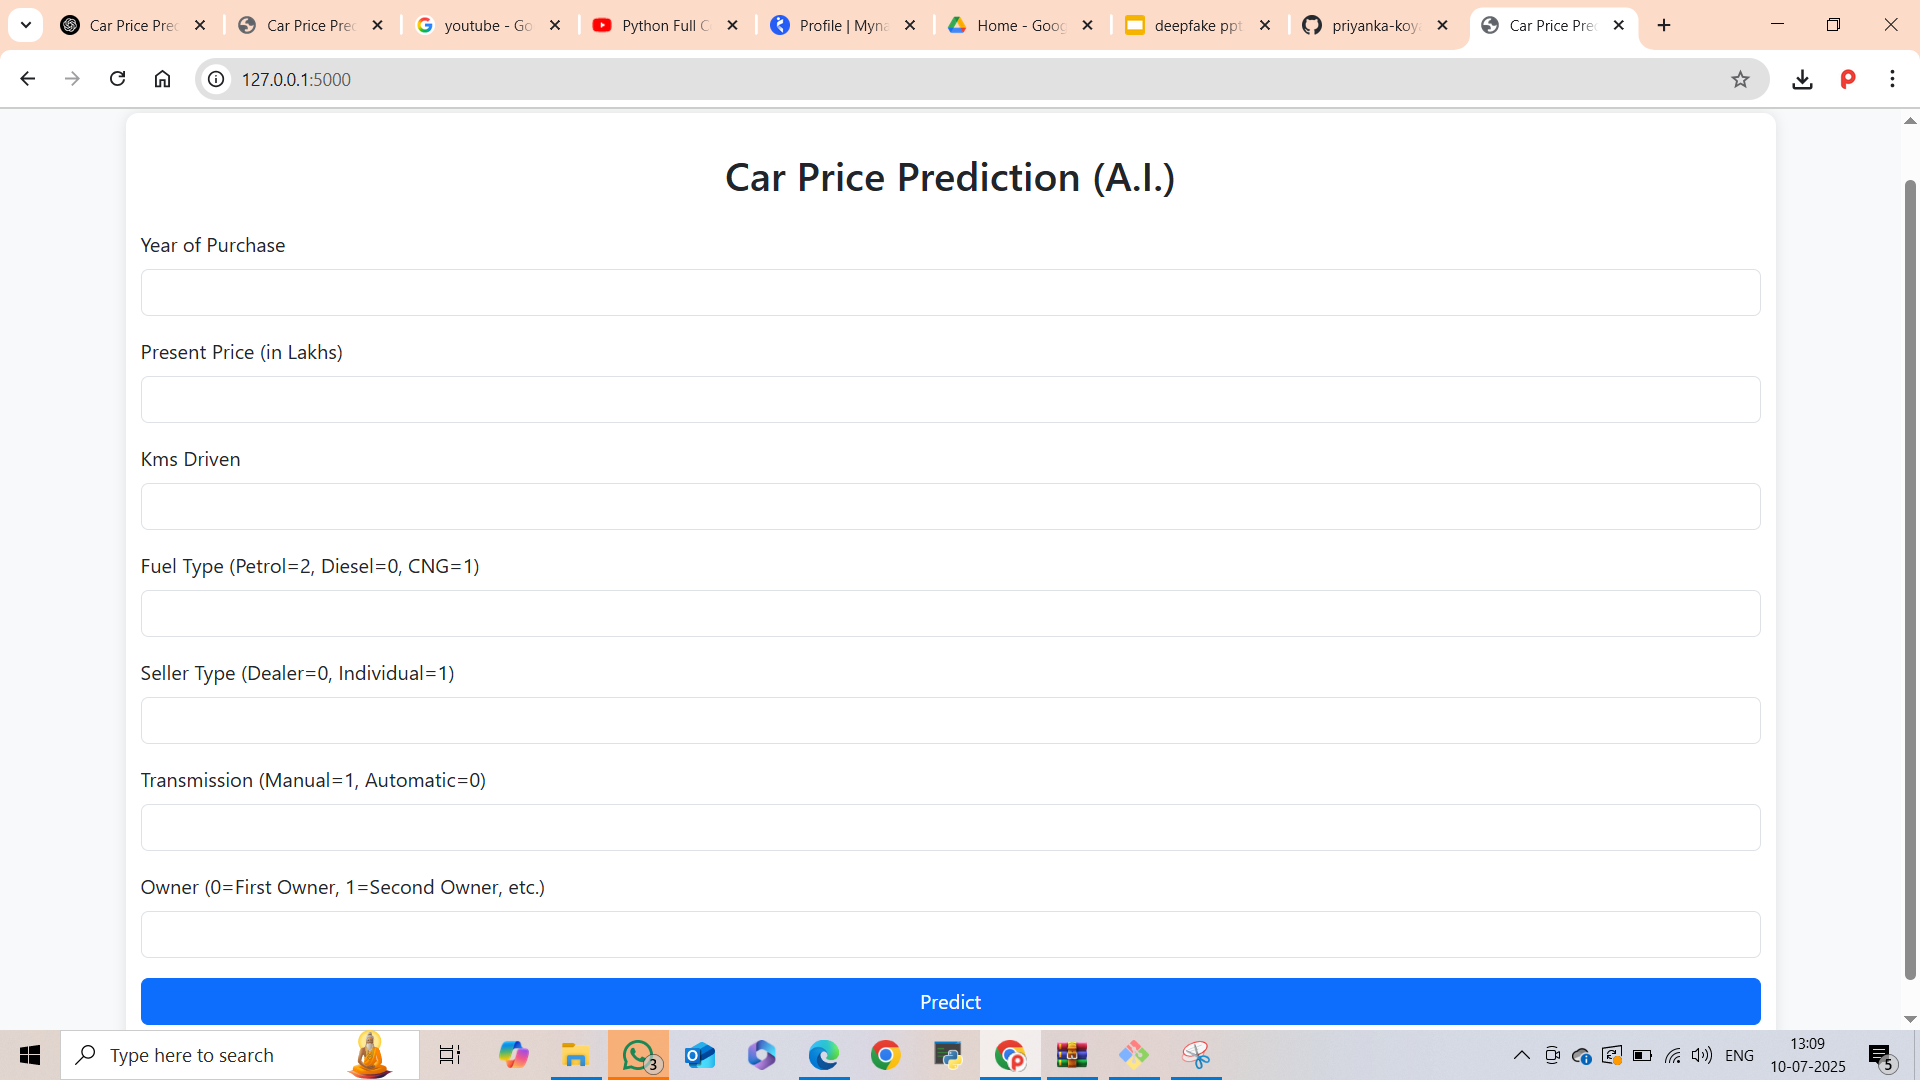 Car Price Prec
Car Price Prec
youtube - Go
Python Full C
Profile | Myna
Home - Goog
deepfake ppt
priyanka-koy
Car Price Prec
127.0.0.1:5000
Car Price Prediction (A.I.)
Year of Purchase
Present Price (in Lakhs)
Kms Driven
Fuel Type (Petrol=2, Diesel=0, CNG=1)
Seller Type (Dealer=0, Individual=1)
Transmission (Manual=1, Automatic=0)
Owner (0=First Owner, 1=Second Owner, etc.)
Predict
Type here to search
3
ENG
13:09
10-07-2025
5